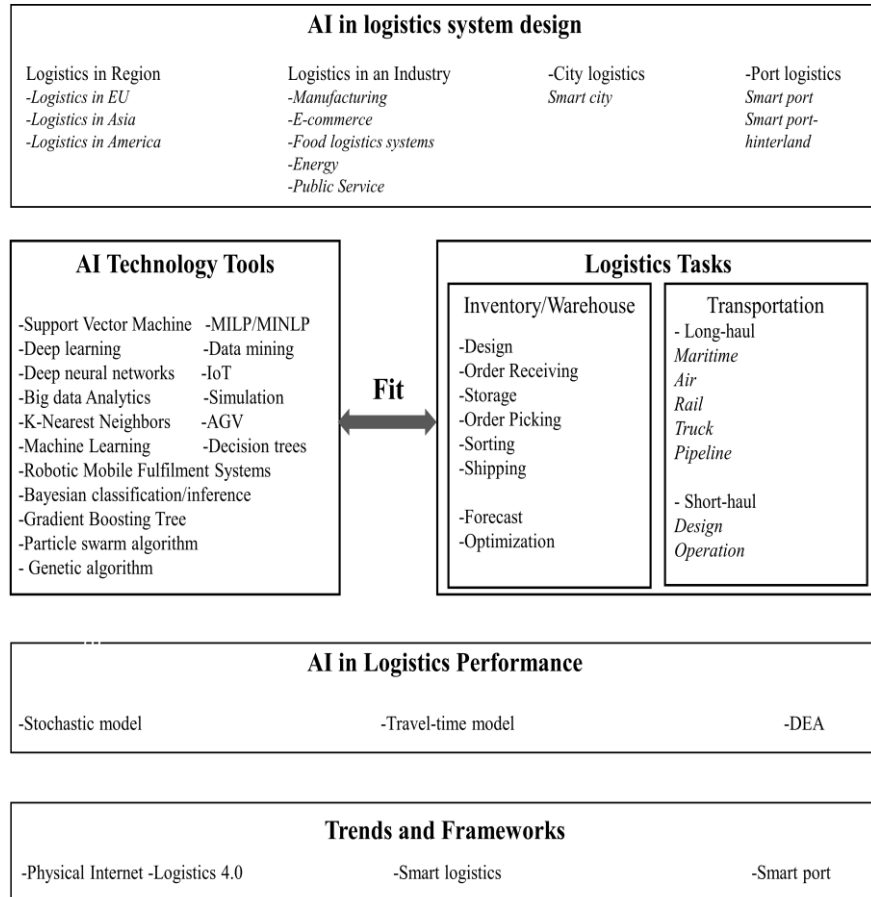 AI in logistics system design
Logistics in Region
-Logistics in EU
-Logistics in Asia
-Logistics in America
Logistics in an Industry
-Manufacturing
-E-commerce
-Food logistics systems
-Energy
-Public Service
-City logistics
Smart city
-Port logistics
Smart port
Smart port-
hinterland
AI Technology Tools
-Support Vector Machine -MILP/MINLP
-Deep learning -Data mining
-Deep neural networks -IoT
-Big data Analytics -Simulation
-K-Nearest Neighbors -AGV
-Machine Learning -Decision trees
-Robotic Mobile Fulfilment Systems
-Bayesian classification/inference
-Gradient Boosting Tree
-Particle swarm algorithm
- Genetic algorithm
Fit
Logistics Tasks
Inventory/Warehouse
-Design
-Order Receiving
-Storage
-Order Picking
-Sorting
-Shipping
-Forecast
-Optimization
Transportation
- Long-haul
Maritime
Air
Rail
Truck
Pipeline
- Short-haul
Design
Operation
AI in Logistics Performance
-Stochastic model -Travel-time model -DEA
Trends and Frameworks
-Physical Internet -Logistics 4.0 -Smart logistics -Smart port